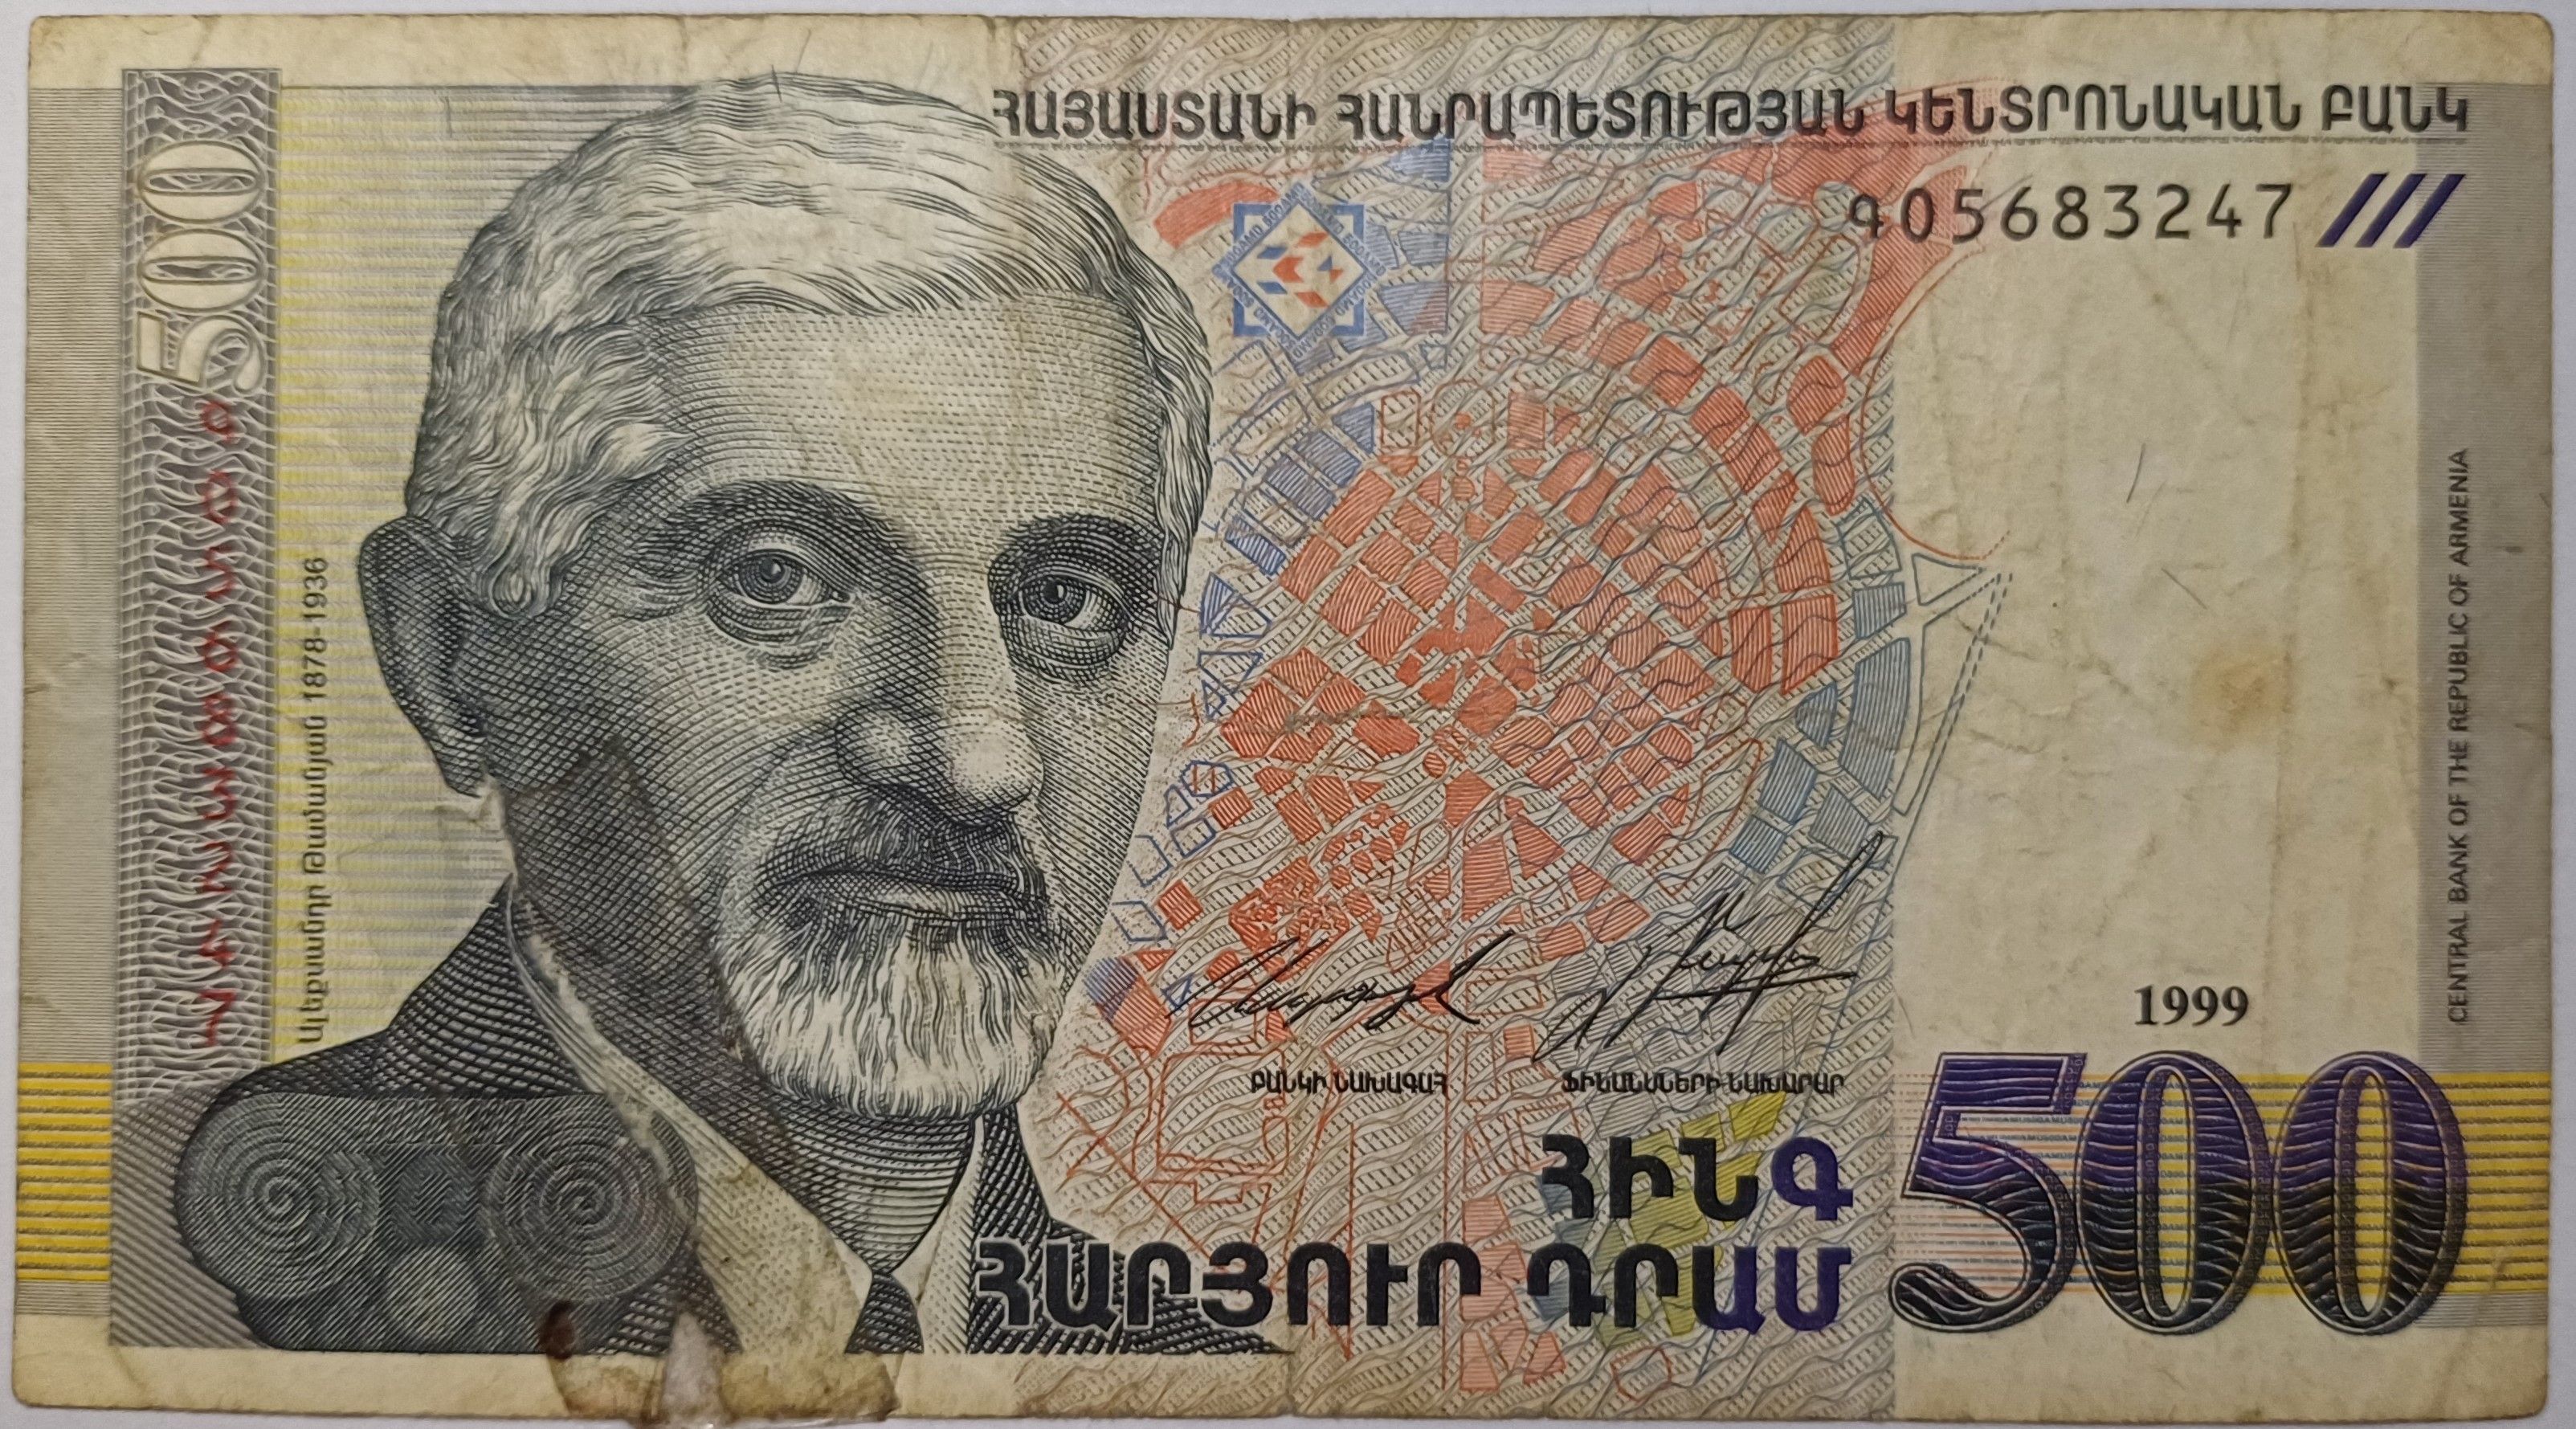 ՀԱՅԱՍՏԱՆԻ ՀԱՆՐԱՊԵՏՈՒԹՅԱՆ ԿԵՆՏՐՈՆԱԿԱՆ ԲԱՆԿ
Գ05683247
500
Գ05683247
Ալեքսանդր Թամանյան 1878-1936
CENTRAL BANK OF THE REPUBLIC OF ARMENIA
1999
ԲԱՆԿԻ ՆԱԽԱԳԱՀ
ՖԻՆԱՆՍՆԵՐԻ ՆԱԽԱՐԱՐ
ՀԻՆԳ
ՀԱՐՅՈՒՐ ԴՐԱՄ
500